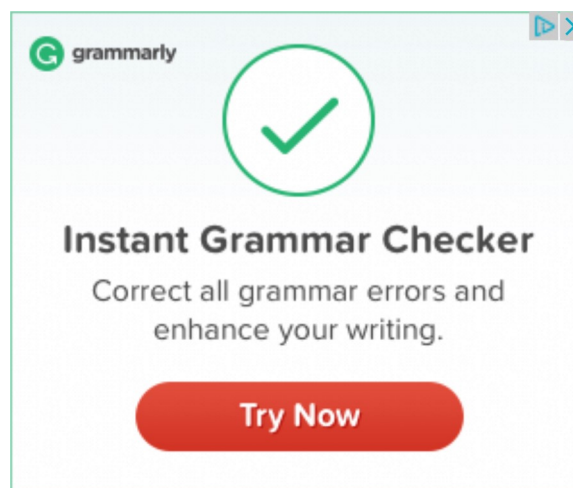 grammarly
Instant Grammar Checker
Correct all grammar errors and
enhance your writing.
Try Now